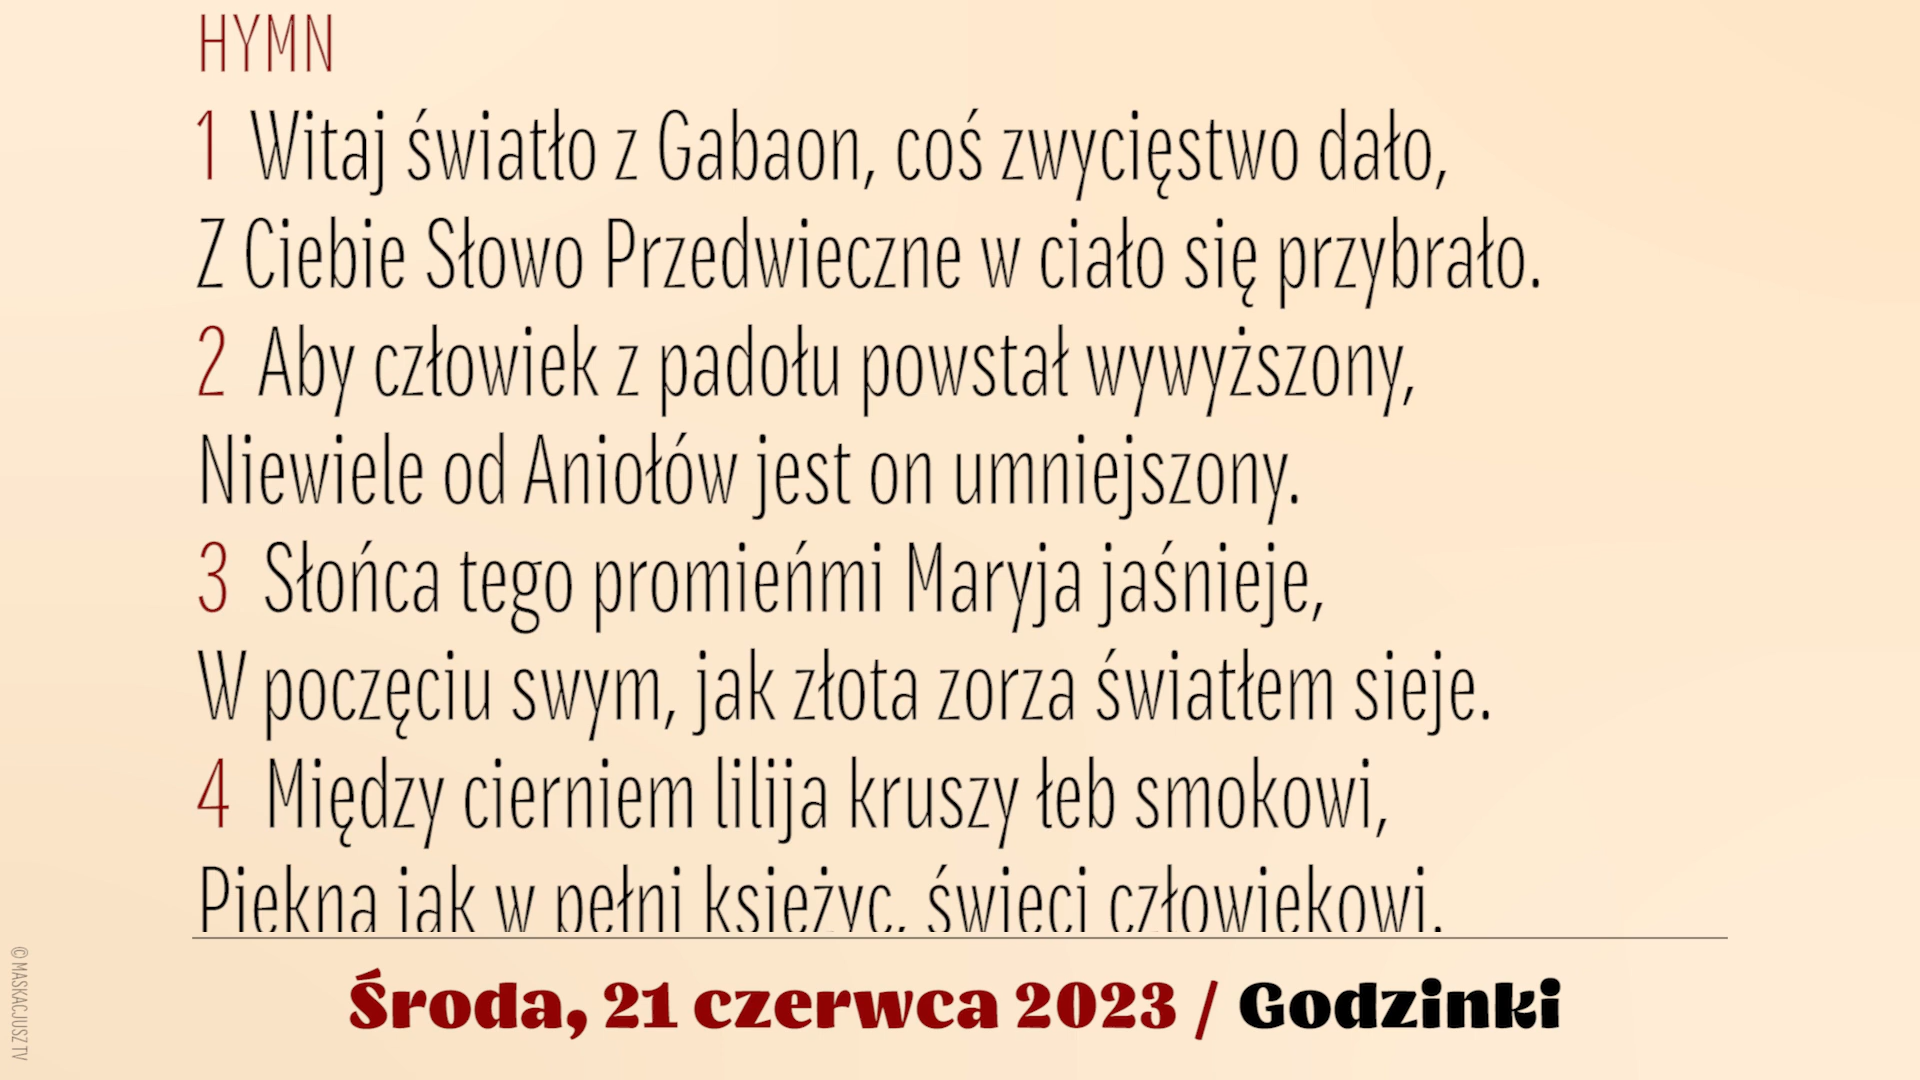 HYMN
1 Witaj światło z Gabaon, coś zwycięstwo dało,
Z Ciebie Słowo Przedwieczne w ciało się przybrało.
2 Aby człowiek z padołu powstał wywyższony,
Niewiele od Aniołów jest on umniejszony.
3 Słońca tego promieńmi Maryja jaśnieje,
W poczęciu swym, jak złota zorza światłem sieje.
4 Między cierniem lilija kruszy łeb smokowi,
Piękna jak w pełni księżyc, świeci człowiekowi.
Środa, 21 czerwca 2023 / Godzinki
© MASKACJUSZ TV